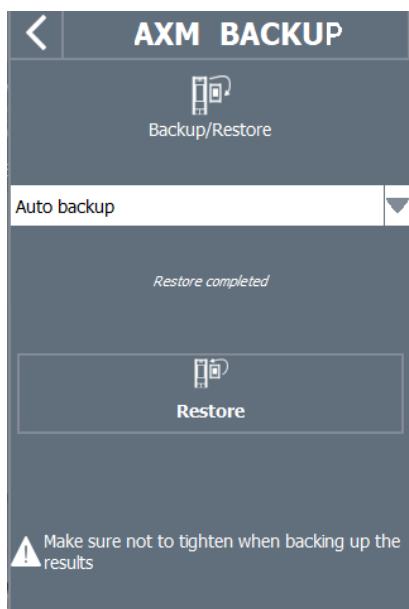 AXM BACKUP
Backup/Restore
Auto backup
Restore completed
Restore
Make sure not to tighten when backing up the
results